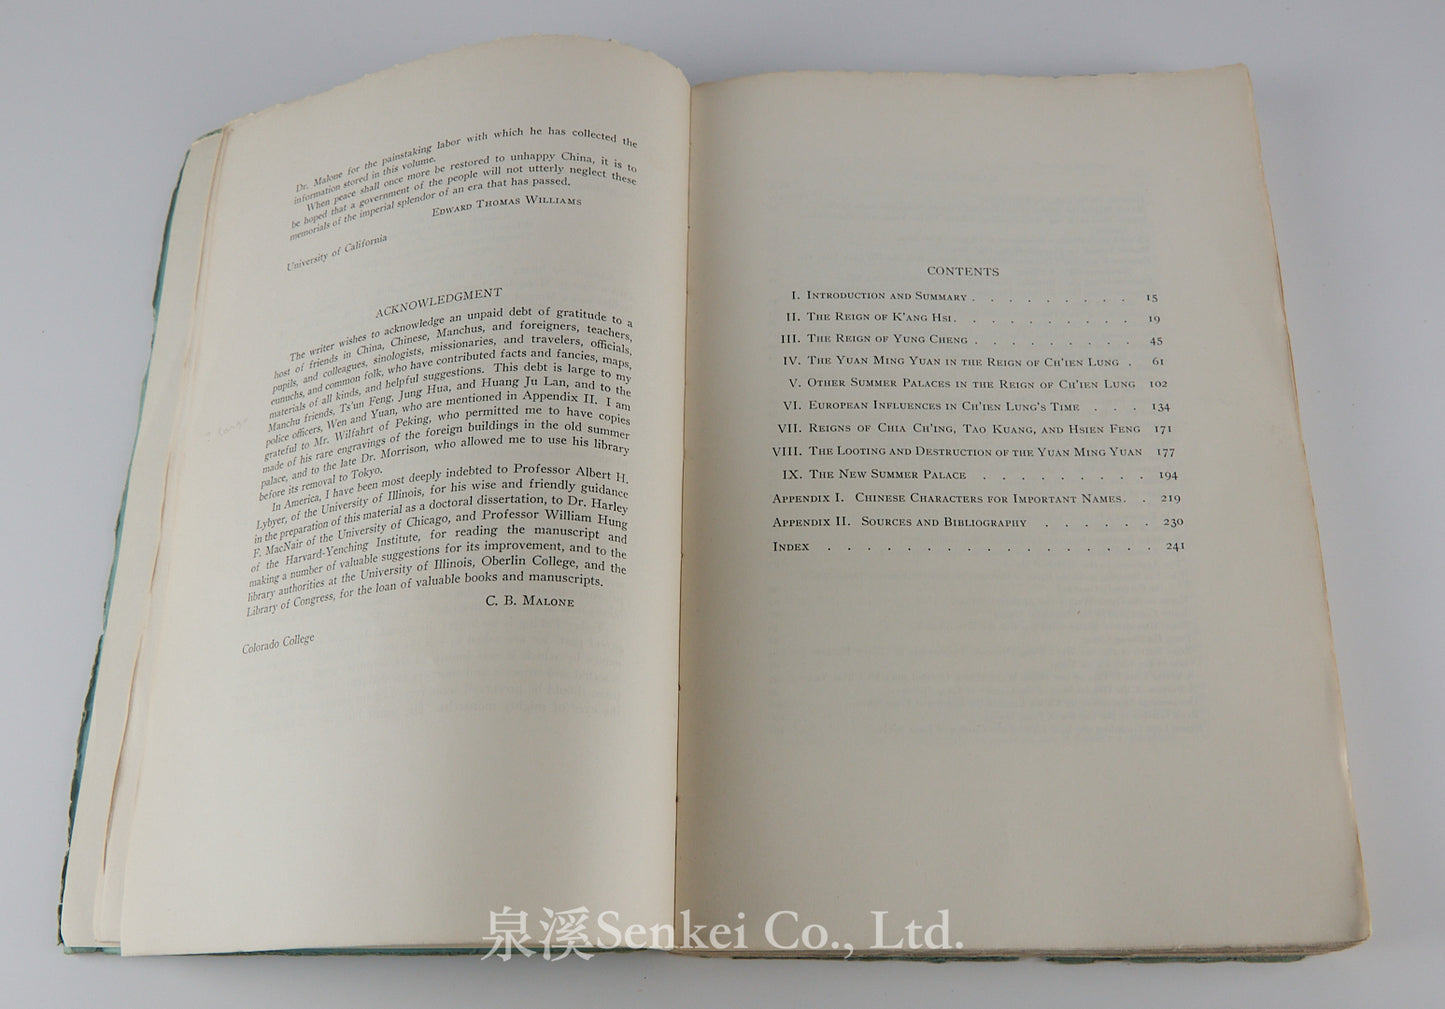 Dr. Malone for the painstaking labor with which he has collected the
information stored in this volume.
When peace shall once more be restored to unhappy China, it is to
be hoped that a government of the people will not utterly neglect these
memorials of the imperial splendor of an era that has passed.
Edward Thomas Williams
University of California
ACKNOWLEDGMENT
The writer wishes to acknowledge an unpaid debt of gratitude to a
host of friends in China, Chinese, Manchus, and foreigners, teachers,
pupils, and colleagues, sinologists, missionaries, and travelers, officials,
eunuchs, and common folk, who have contributed facts and fancies, maps,
materials of all kinds, and helpful suggestions. This debt is large to my
Manchu friends, Ts'un Feng, Jung Hua, and Huang Ju Lan, and to the
police officers, Wen and Yuan, who are mentioned in Appendix II. I am
grateful to Mr. Wilfahrt of Peking, who permitted me to have copies
made of his rare engravings of the foreign buildings in the old summer
palace, and to the late Dr. Morrison, who allowed me to use his library
before its removal to Tokyo.
In America, I have been most deeply indebted to Professor Albert H.
Lybyer, of the University of Illinois, for his wise and friendly guidance
in the preparation of this material as a doctoral dissertation, to Dr. Harley
F. MacNair of the University of Chicago, and Professor William Hung
of the Harvard-Yenching Institute, for reading the manuscript and
making a number of valuable suggestions for its improvement, and to the
library authorities at the University of Illinois, Oberlin College, and the
Library of Congress, for the loan of valuable books and manuscripts.
C. B. Malone
Colorado College
CONTENTS
I. Introduction and Summary . . . . . . . . . 15
II. The Reign of K'ang Hsi . . . . . . . . . . 19
III. The Reign of Yung Cheng . . . . . . . . . 45
IV. The Yuan Ming Yuan in the Reign of Ch'ien Lung . 61
V. Other Summer Palaces in the Reign of Ch'ien Lung 102
VI. European Influences in Ch'ien Lung's Time . . . 134
VII. Reigns of Chia Ch'ing, Tao Kuang, and Hsien Feng 171
VIII. The Looting and Destruction of the Yuan Ming Yuan 177
IX. The New Summer Palace . . . . . . . . . 194
Appendix I. Chinese Characters for Important Names . . 219
Appendix II. Sources and Bibliography . . . . . . 230
Index . . . . . . . . . . . . . . . . . . 241
泉溪Senkei Co., Ltd.